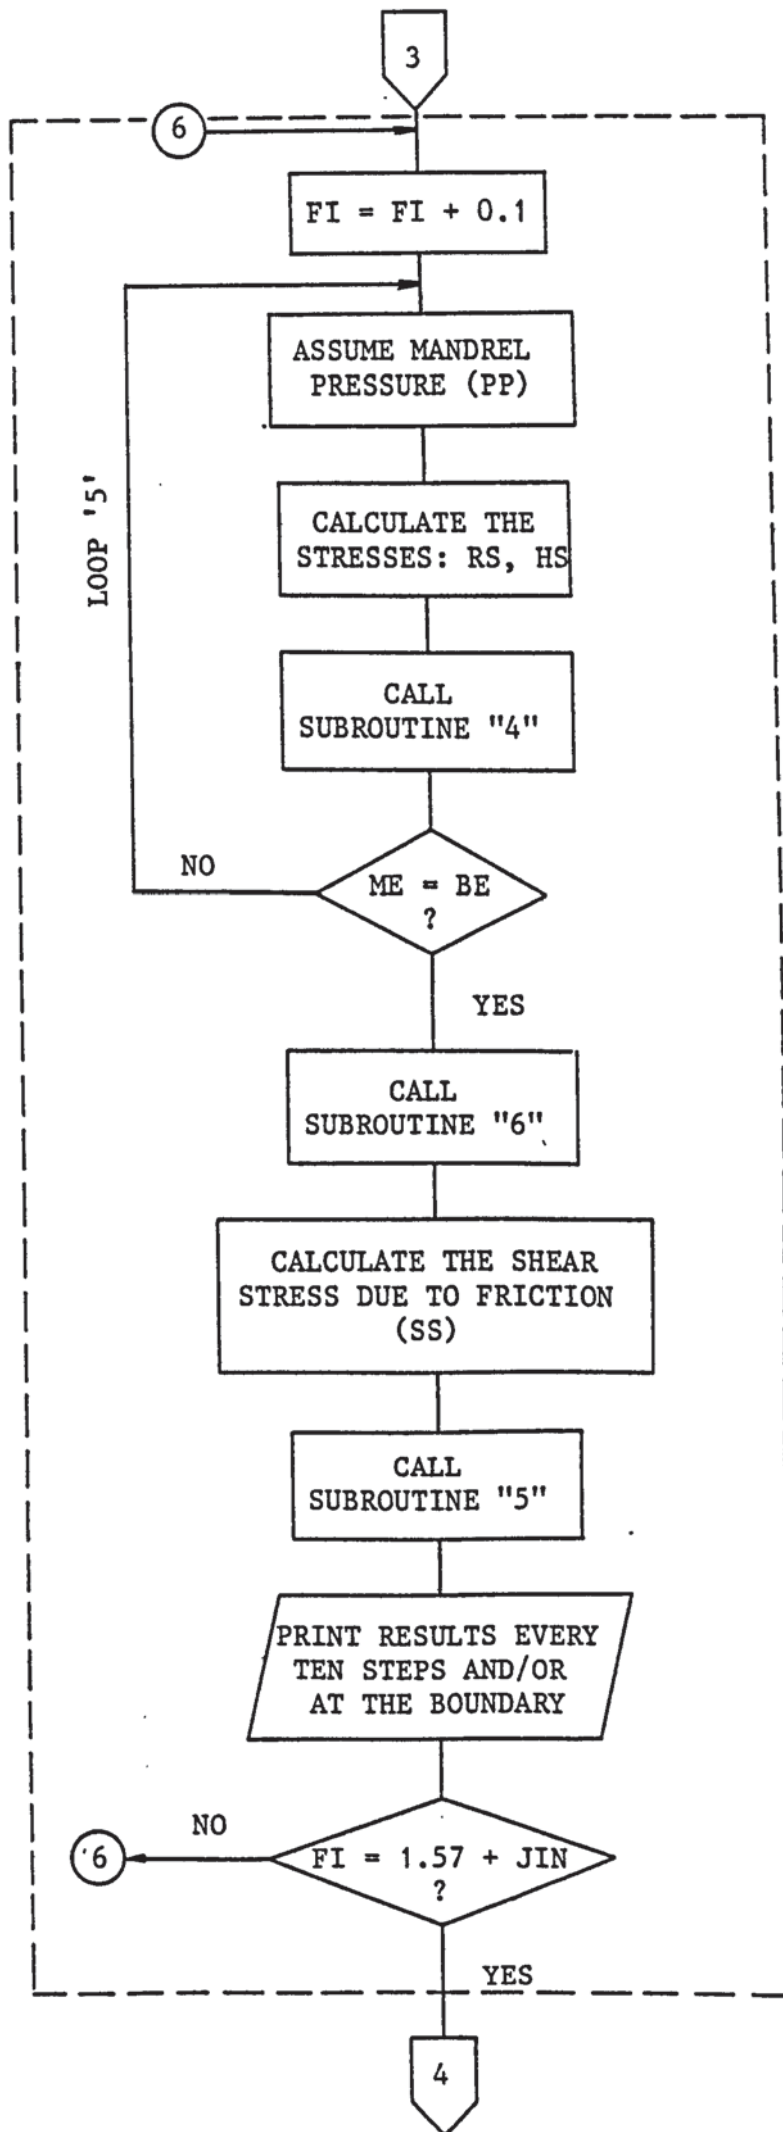 3
6
FI = FI + 0.1
ASSUME MANDREL
PRESSURE (PP)
LOOP '5'
CALCULATE THE
STRESSES: RS, HS
CALL
SUBROUTINE "4"
NO
ME = BE
?
YES
CALL
SUBROUTINE "6"
CALCULATE THE SHEAR
STRESS DUE TO FRICTION
(SS)
CALL
SUBROUTINE "5"
PRINT RESULTS EVERY
TEN STEPS AND/OR
AT THE BOUNDARY
NO
6
FI = 1.57 + JIN
?
YES
4